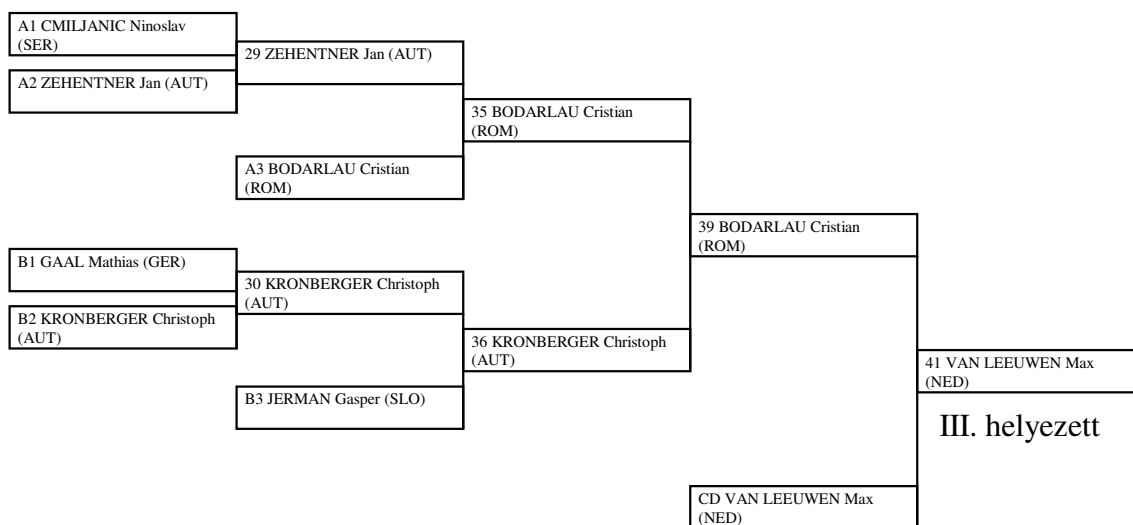 A1 CMILJANIC Ninoslav
(SER)
29 ZEHENTNER Jan (AUT)
A2 ZEHENTNER Jan (AUT)
35 BODARLAU Cristian
(ROM)
A3 BODARLAU Cristian
(ROM)
39 BODARLAU Cristian
(ROM)
B1 GAAL Mathias (GER)
30 KRONBERGER Christoph
(AUT)
B2 KRONBERGER Christoph
(AUT)
36 KRONBERGER Christoph
(AUT)
41 VAN LEEUWEN Max
(NED)
B3 JERMAN Gasper (SLO)
III. helyezett
CD VAN LEEUWEN Max
(NED)